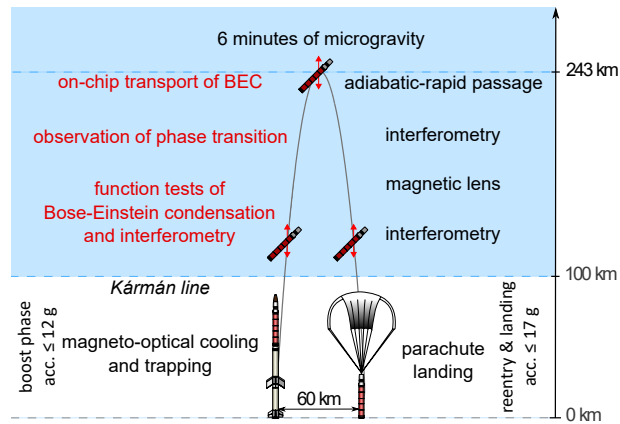 6 minutes of microgravity
243 km
on-chip transport of BEC
adiabatic-rapid passage
observation of phase transition
interferometry
magnetic lens
function tests of
Bose-Einstein condensation
and interferometry
interferometry
100 km
Kármán line
boost phase
acc. ≤ 12 g
magneto-optical cooling
and trapping
parachute
landing
reentry & landing
acc. ≤ 17 g
60 km
0 km